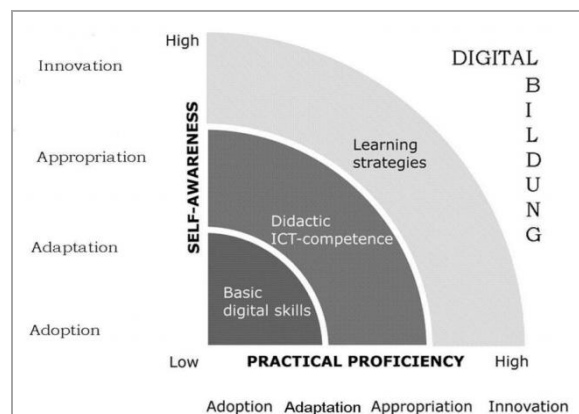 Innovation
Appropriation
Adaptation
Adoption
SELF-AWARENESS
High
Low
DIGITAL
BILDUNG
Learning
strategies
Didactic
ICT-competence
Basic
digital skills
PRACTICAL PROFICIENCY
High
Adoption Adaptation Appropriation Innovation